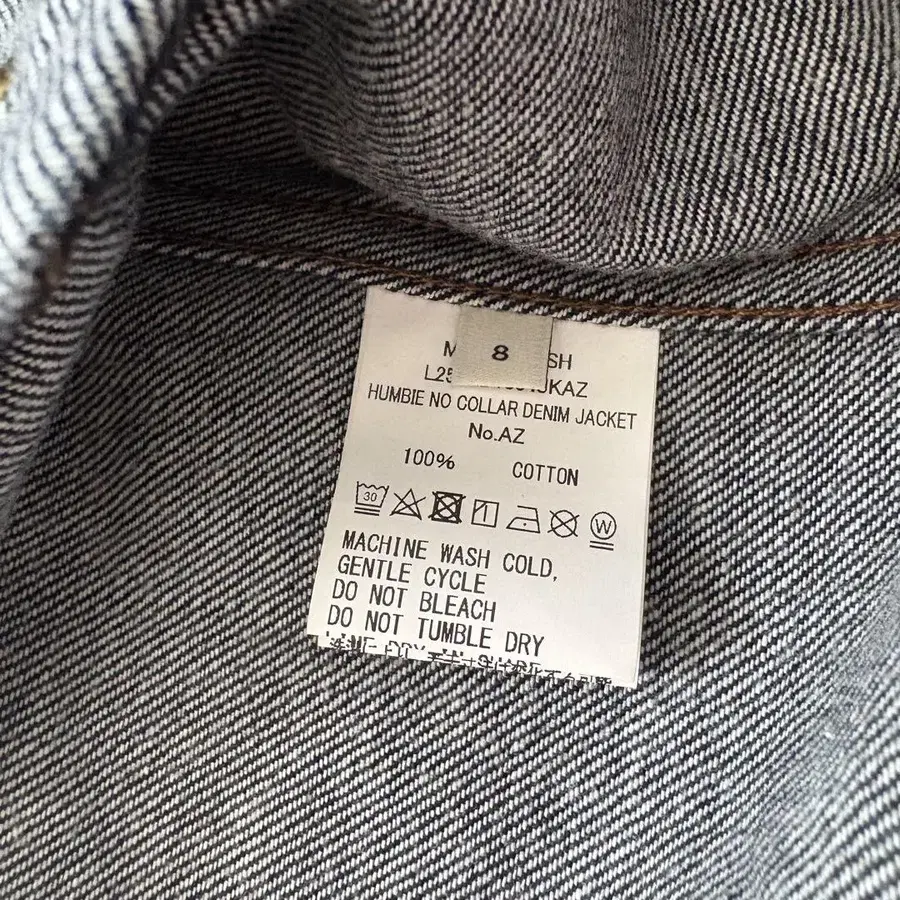 8
HUMBIE NO COLLAR DENIM JACKET
No.AZ
100% COTTON
30
W
MACHINE WASH COLD,
GENTLE CYCLE
DO NOT BLEACH
DO NOT TUMBLE DRY